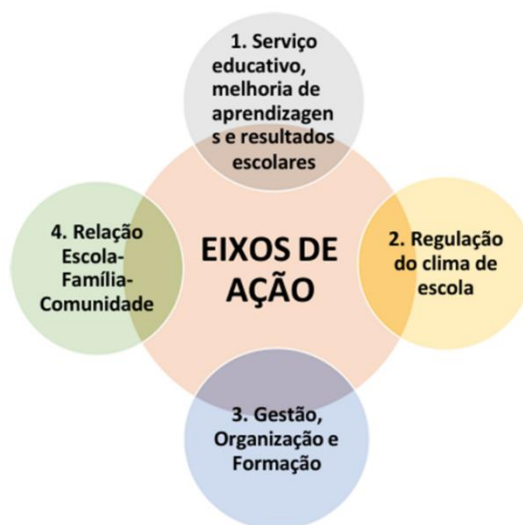 1. Serviço
educativo,
melhoria de
aprendizagen
s e resultados
escolares
EIXOS DE
AÇÃO
2. Regulação
do clima de
escola
3. Gestão,
Organização e
Formação
4. Relação
Escola-
Família-
Comunidade